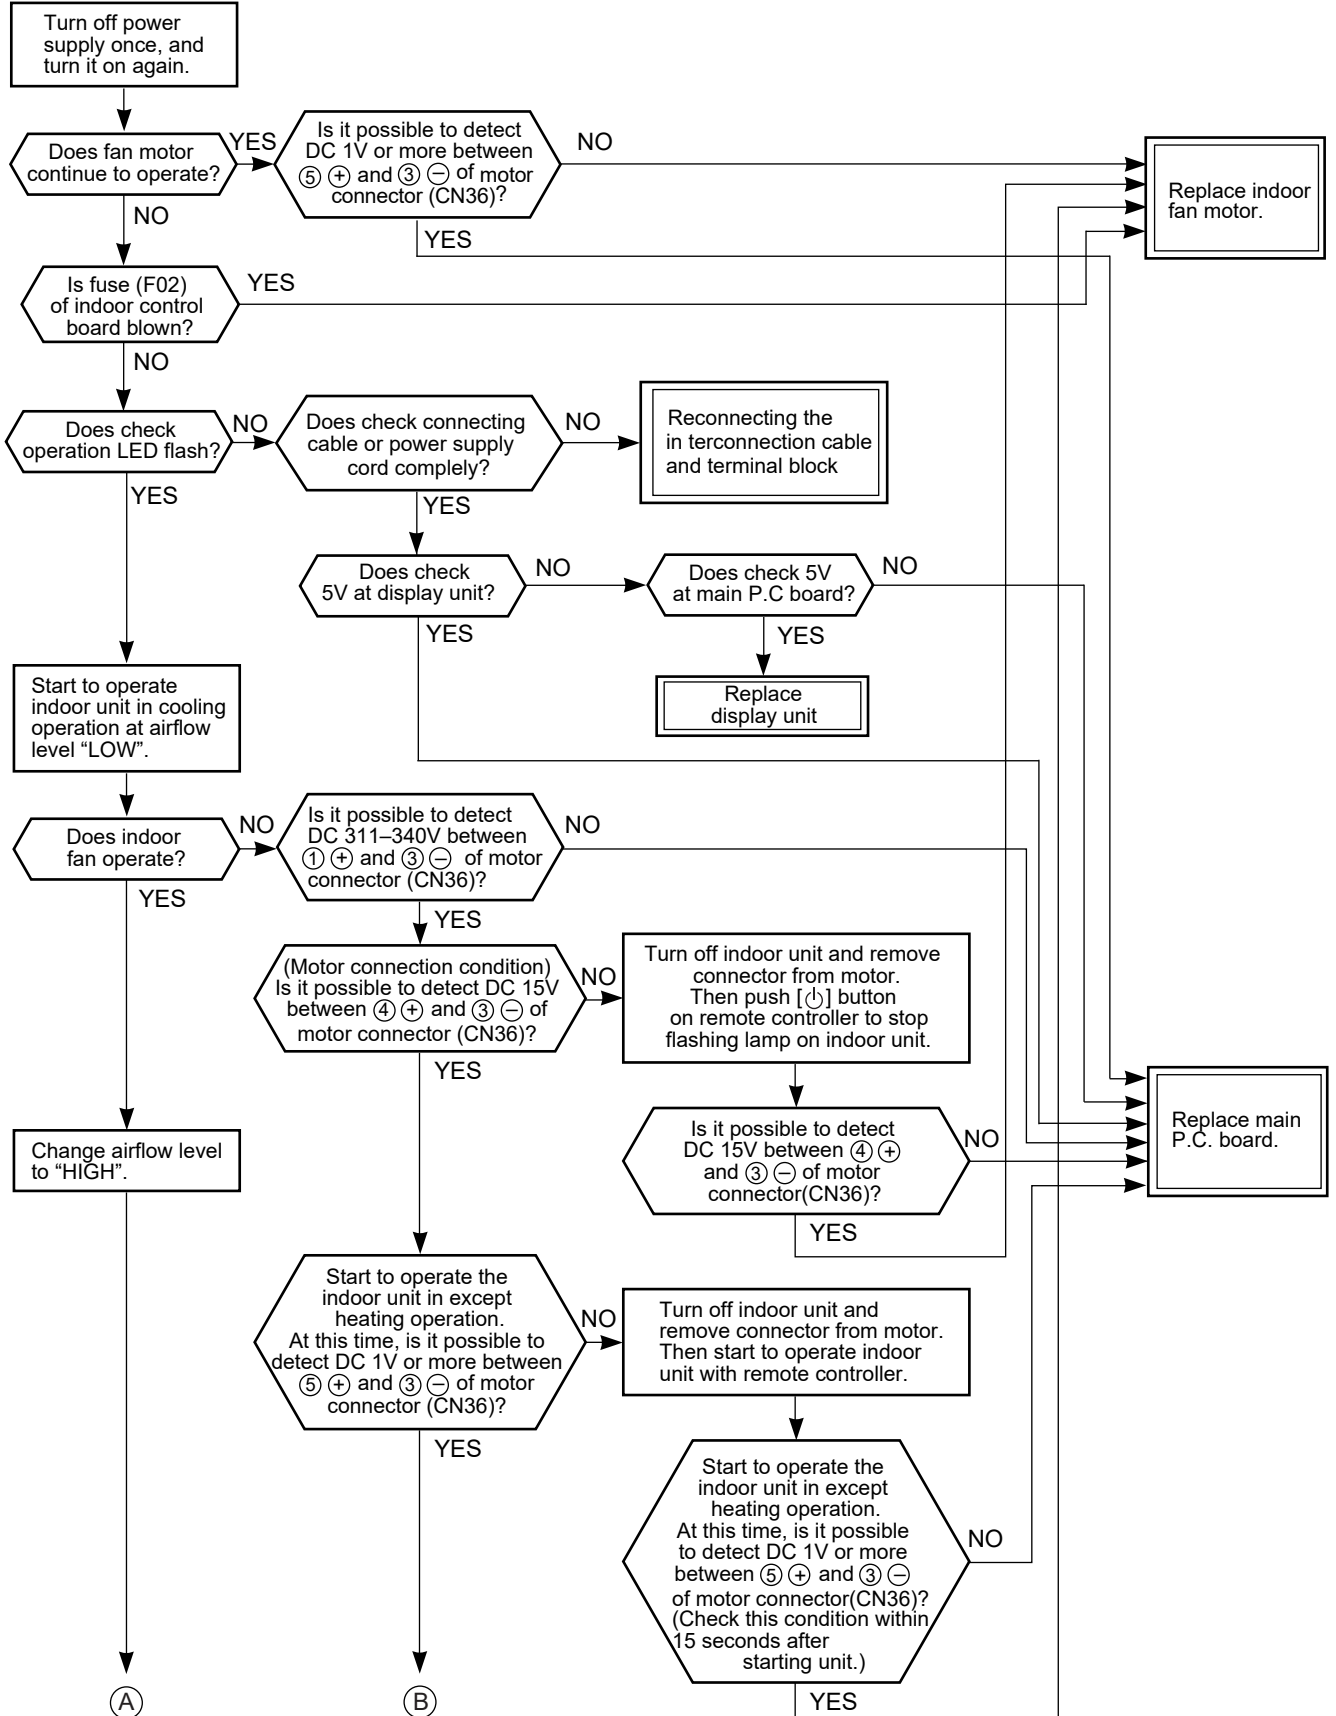 Turn off power
supply once, and
turn it on again.
Does fan motor
continue to operate?
YES
NO
Is it possible to detect
DC 1V or more between
⑤ ⊕ and ③ ⊖ of motor
connector (CN36)?
NO
YES
Replace indoor
fan motor.
Is fuse (F02)
of indoor control
board blown?
YES
NO
Does check
operation LED flash?
NO
YES
Does check connecting
cable or power supply
cord complely?
NO
YES
Reconnecting the
in terconnection cable
and terminal block
Does check
5V at display unit?
NO
YES
Does check 5V
at main P.C board?
NO
YES
Replace
display unit
Start to operate
indoor unit in cooling
operation at airflow
level “LOW”.
Does indoor
fan operate?
NO
YES
Is it possible to detect
DC 311–340V between
① ⊕ and ③ ⊖ of motor
connector (CN36)?
NO
YES
(Motor connection condition)
Is it possible to detect DC 15V
between ④ ⊕ and ③ ⊖ of
motor connector (CN36)?
NO
YES
Turn off indoor unit and remove
connector from motor.
Then push [⏻] button
on remote controller to stop
flashing lamp on indoor unit.
Is it possible to detect
DC 15V between ④ ⊕
and ③ ⊖ of motor
connector(CN36)?
NO
YES
Replace main
P.C. board.
Change airflow level
to “HIGH”.
Start to operate the
indoor unit in except
heating operation.
At this time, is it possible to
detect DC 1V or more between
⑤ ⊕ and ③ ⊖ of motor
connector (CN36)?
NO
YES
Turn off indoor unit and
remove connector from motor.
Then start to operate indoor
unit with remote controller.
Start to operate the
indoor unit in except
heating operation.
At this time, is it possible
to detect DC 1V or more
between ⑤ ⊕ and ③ ⊖
of motor connector(CN36)?
(Check this condition within
15 seconds after
starting unit.)
NO
YES
Ⓐ
Ⓑ